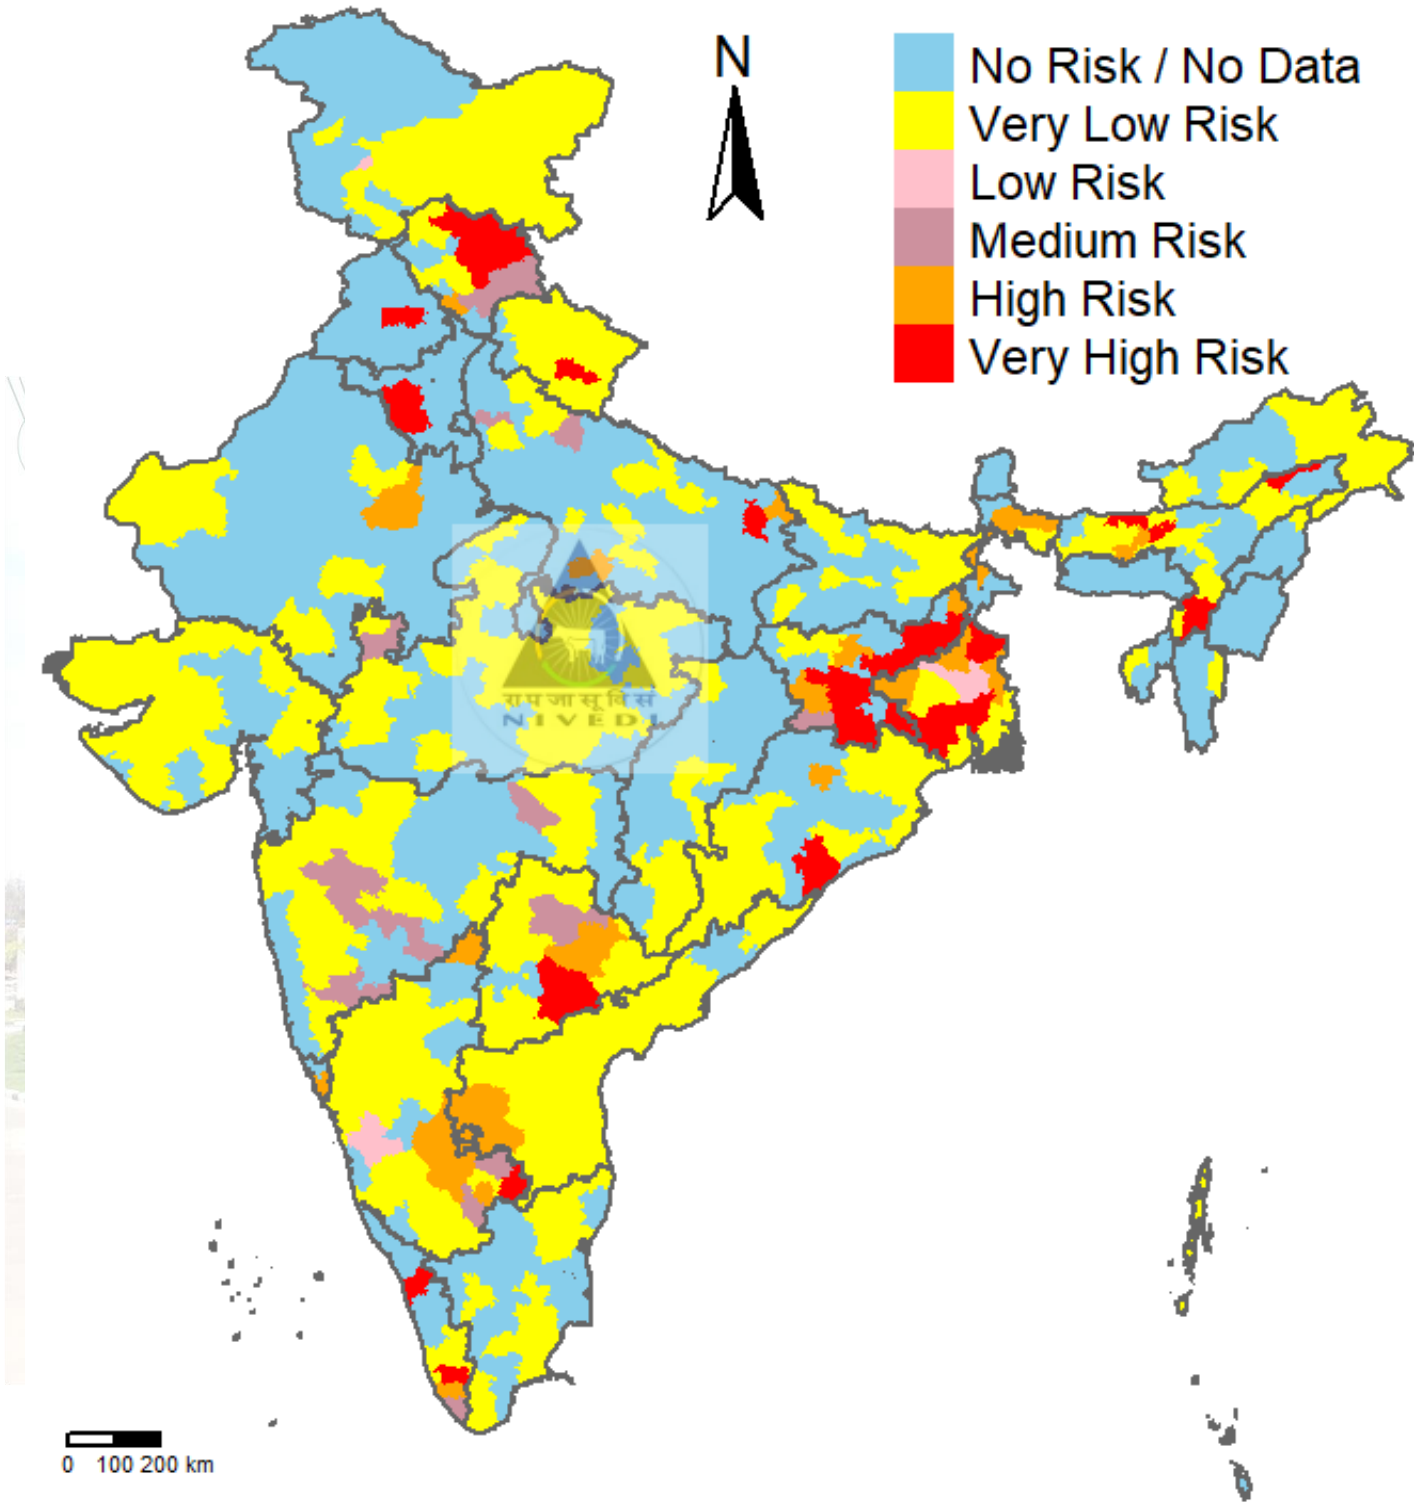 N
No Risk / No Data
Very Low Risk
Low Risk
Medium Risk
High Risk
Very High Risk
राप जा सू वि सं
NIVEDI
0 100 200 km